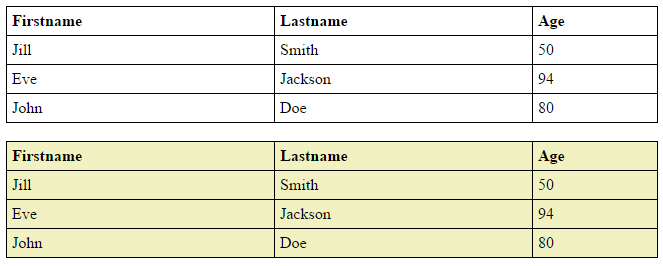 Firstname Lastname Age
Jill Smith 50
Eve Jackson 94
John Doe 80
Firstname Lastname Age
Jill Smith 50
Eve Jackson 94
John Doe 80